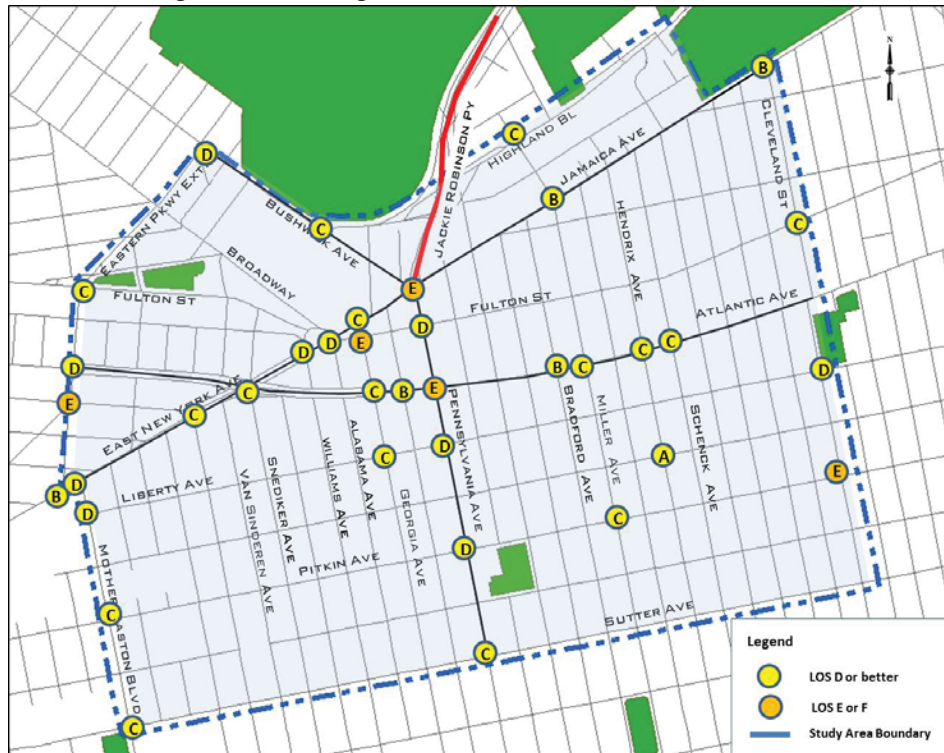 N
B
CLEVELAND ST
C
HIGHLAND BL
JACKIE ROBINSON PY
JAMAICA AVE
B
D
EASTERN PKWY EXT
BUSHWICK AVE
C
HENDRIX AVE
C
C
FULTON ST
BROADWAY
E
FULTON ST
ATLANTIC AVE
C
D
D
E
D
C
C
D
B
C
D
D
C
C
B
E
E
EAST NEW YORK AVE
C
PENNSYLVANIA AVE
BRADFORD AVE
MILLER AVE
SCHENCK AVE
D
C
A
E
B
D
LIBERTY AVE
VAN SINDEREN AVE
SNEDIKER AVE
WILLIAMS AVE
ALABAMA AVE
GEORGIA AVE
D
C
D
PITKIN AVE
MOTHER GASTON BLVD
C
SUTTER AVE
C
C
Legend
LOS D or better
LOS E or F
Study Area Boundary